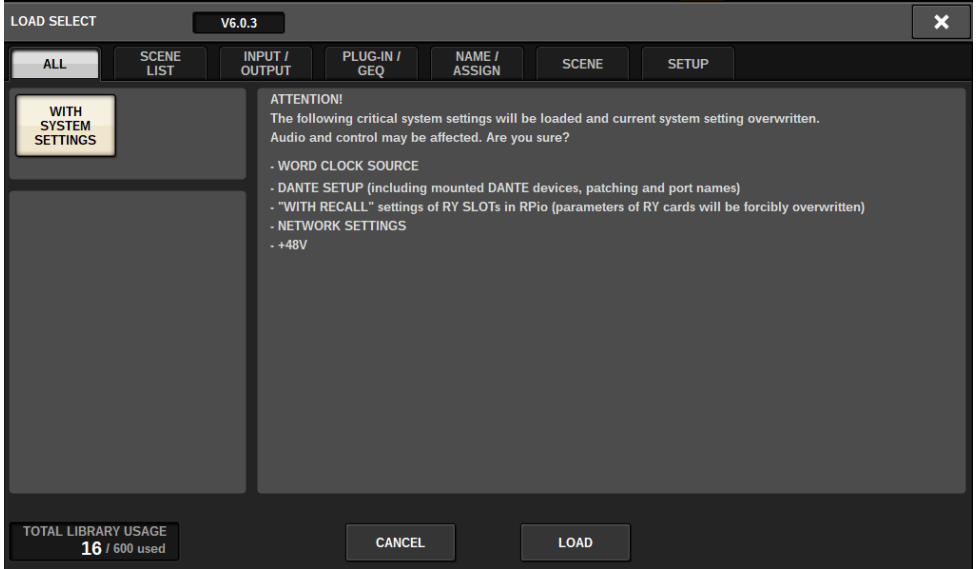 LOAD SELECT
V6.0.3
ALL
SCENE
LIST
INPUT /
OUTPUT
PLUG-IN /
GEQ
NAME /
ASSIGN
SCENE
SETUP
WITH
SYSTEM
SETTINGS
ATTENTION!
The following critical system settings will be loaded and current system setting overwritten.
Audio and control may be affected. Are you sure?
- WORD CLOCK SOURCE
- DANTE SETUP (including mounted DANTE devices, patching and port names)
- "WITH RECALL" settings of RY SLOTs in RPio (parameters of RY cards will be forcibly overwritten)
- NETWORK SETTINGS
- +48V
TOTAL LIBRARY USAGE
16 / 600 used
CANCEL
LOAD